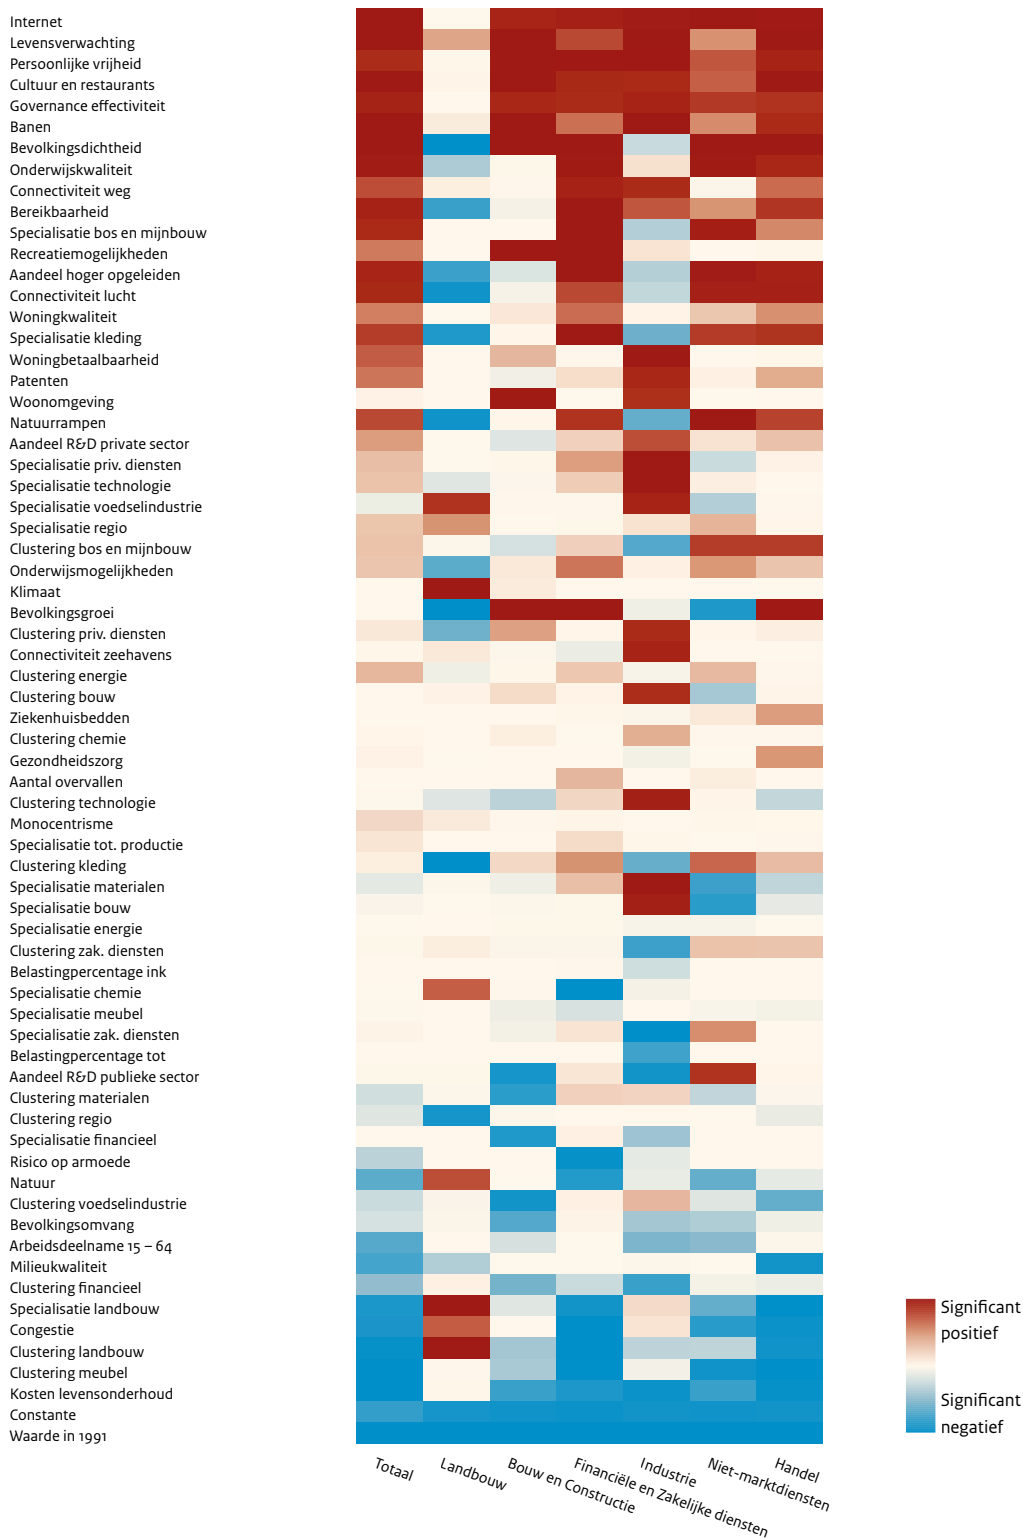 Internet
Levensverwachting
Persoonlijke vrijheid
Cultuur en restaurants
Governance effectiviteit
Banen
Bevolkingsdichtheid
Onderwijskwaliteit
Connectiviteit weg
Bereikbaarheid
Specialisatie bos en mijnbouw
Recreatiemogelijkheden
Aandeel hoger opgeleiden
Connectiviteit lucht
Woningkwaliteit
Specialisatie kleding
Woningbetaalbaarheid
Patenten
Woonomgeving
Natuurrampen
Aandeel R&D private sector
Specialisatie priv. diensten
Specialisatie technologie
Specialisatie voedselindustrie
Specialisatie regio
Clustering bos en mijnbouw
Onderwijsmogelijkheden
Klimaat
Bevolkingsgroei
Clustering priv. diensten
Connectiviteit zeehavens
Clustering energie
Clustering bouw
Ziekenhuisbedden
Clustering chemie
Gezondheidszorg
Aantal overvallen
Clustering technologie
Monocentrisme
Specialisatie tot. productie
Clustering kleding
Specialisatie materialen
Specialisatie bouw
Specialisatie energie
Clustering zak. diensten
Belastingpercentage ink
Specialisatie chemie
Specialisatie meubel
Specialisatie zak. diensten
Belastingpercentage tot
Aandeel R&D publieke sector
Clustering materialen
Clustering regio
Specialisatie financieel
Risico op armoede
Natuur
Clustering voedselindustrie
Bevolkingsomvang
Arbeidsdeelname 15 – 64
Milieukwaliteit
Clustering financieel
Specialisatie landbouw
Congestie
Clustering landbouw
Clustering meubel
Kosten levensonderhoud
Constante
Waarde in 1991
Totaal
Landbouw
Bouw en Constructie
Financiële en Zakelijke diensten
Industrie
Niet-marktdiensten
Handel
Significant
positief
Significant
negatief